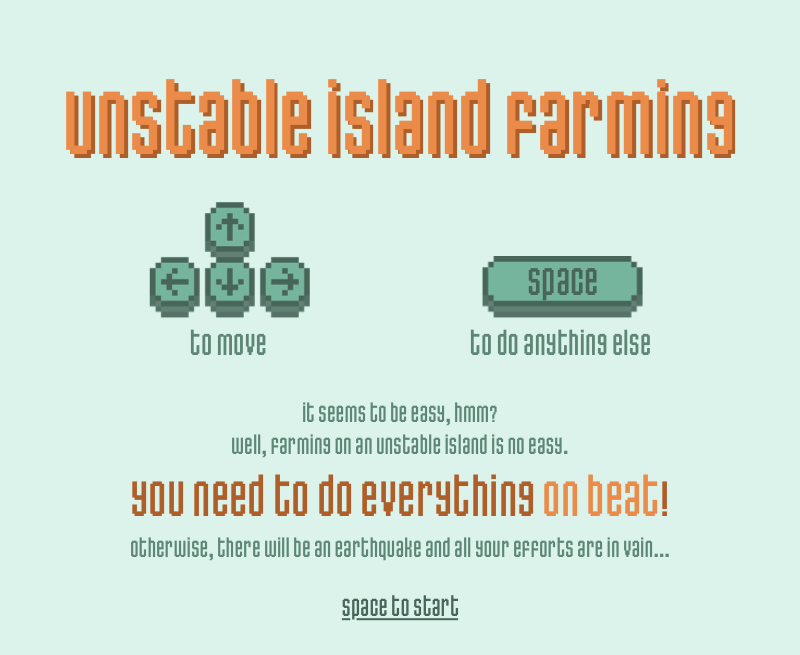 unstable island farming
space
to move
to do anything else
it seems to be easy, hmm?
well, farming on an unstable island is no easy.
you need to do everything on beat!
otherwise, there will be an earthquake and all your efforts are in vain...
space to start